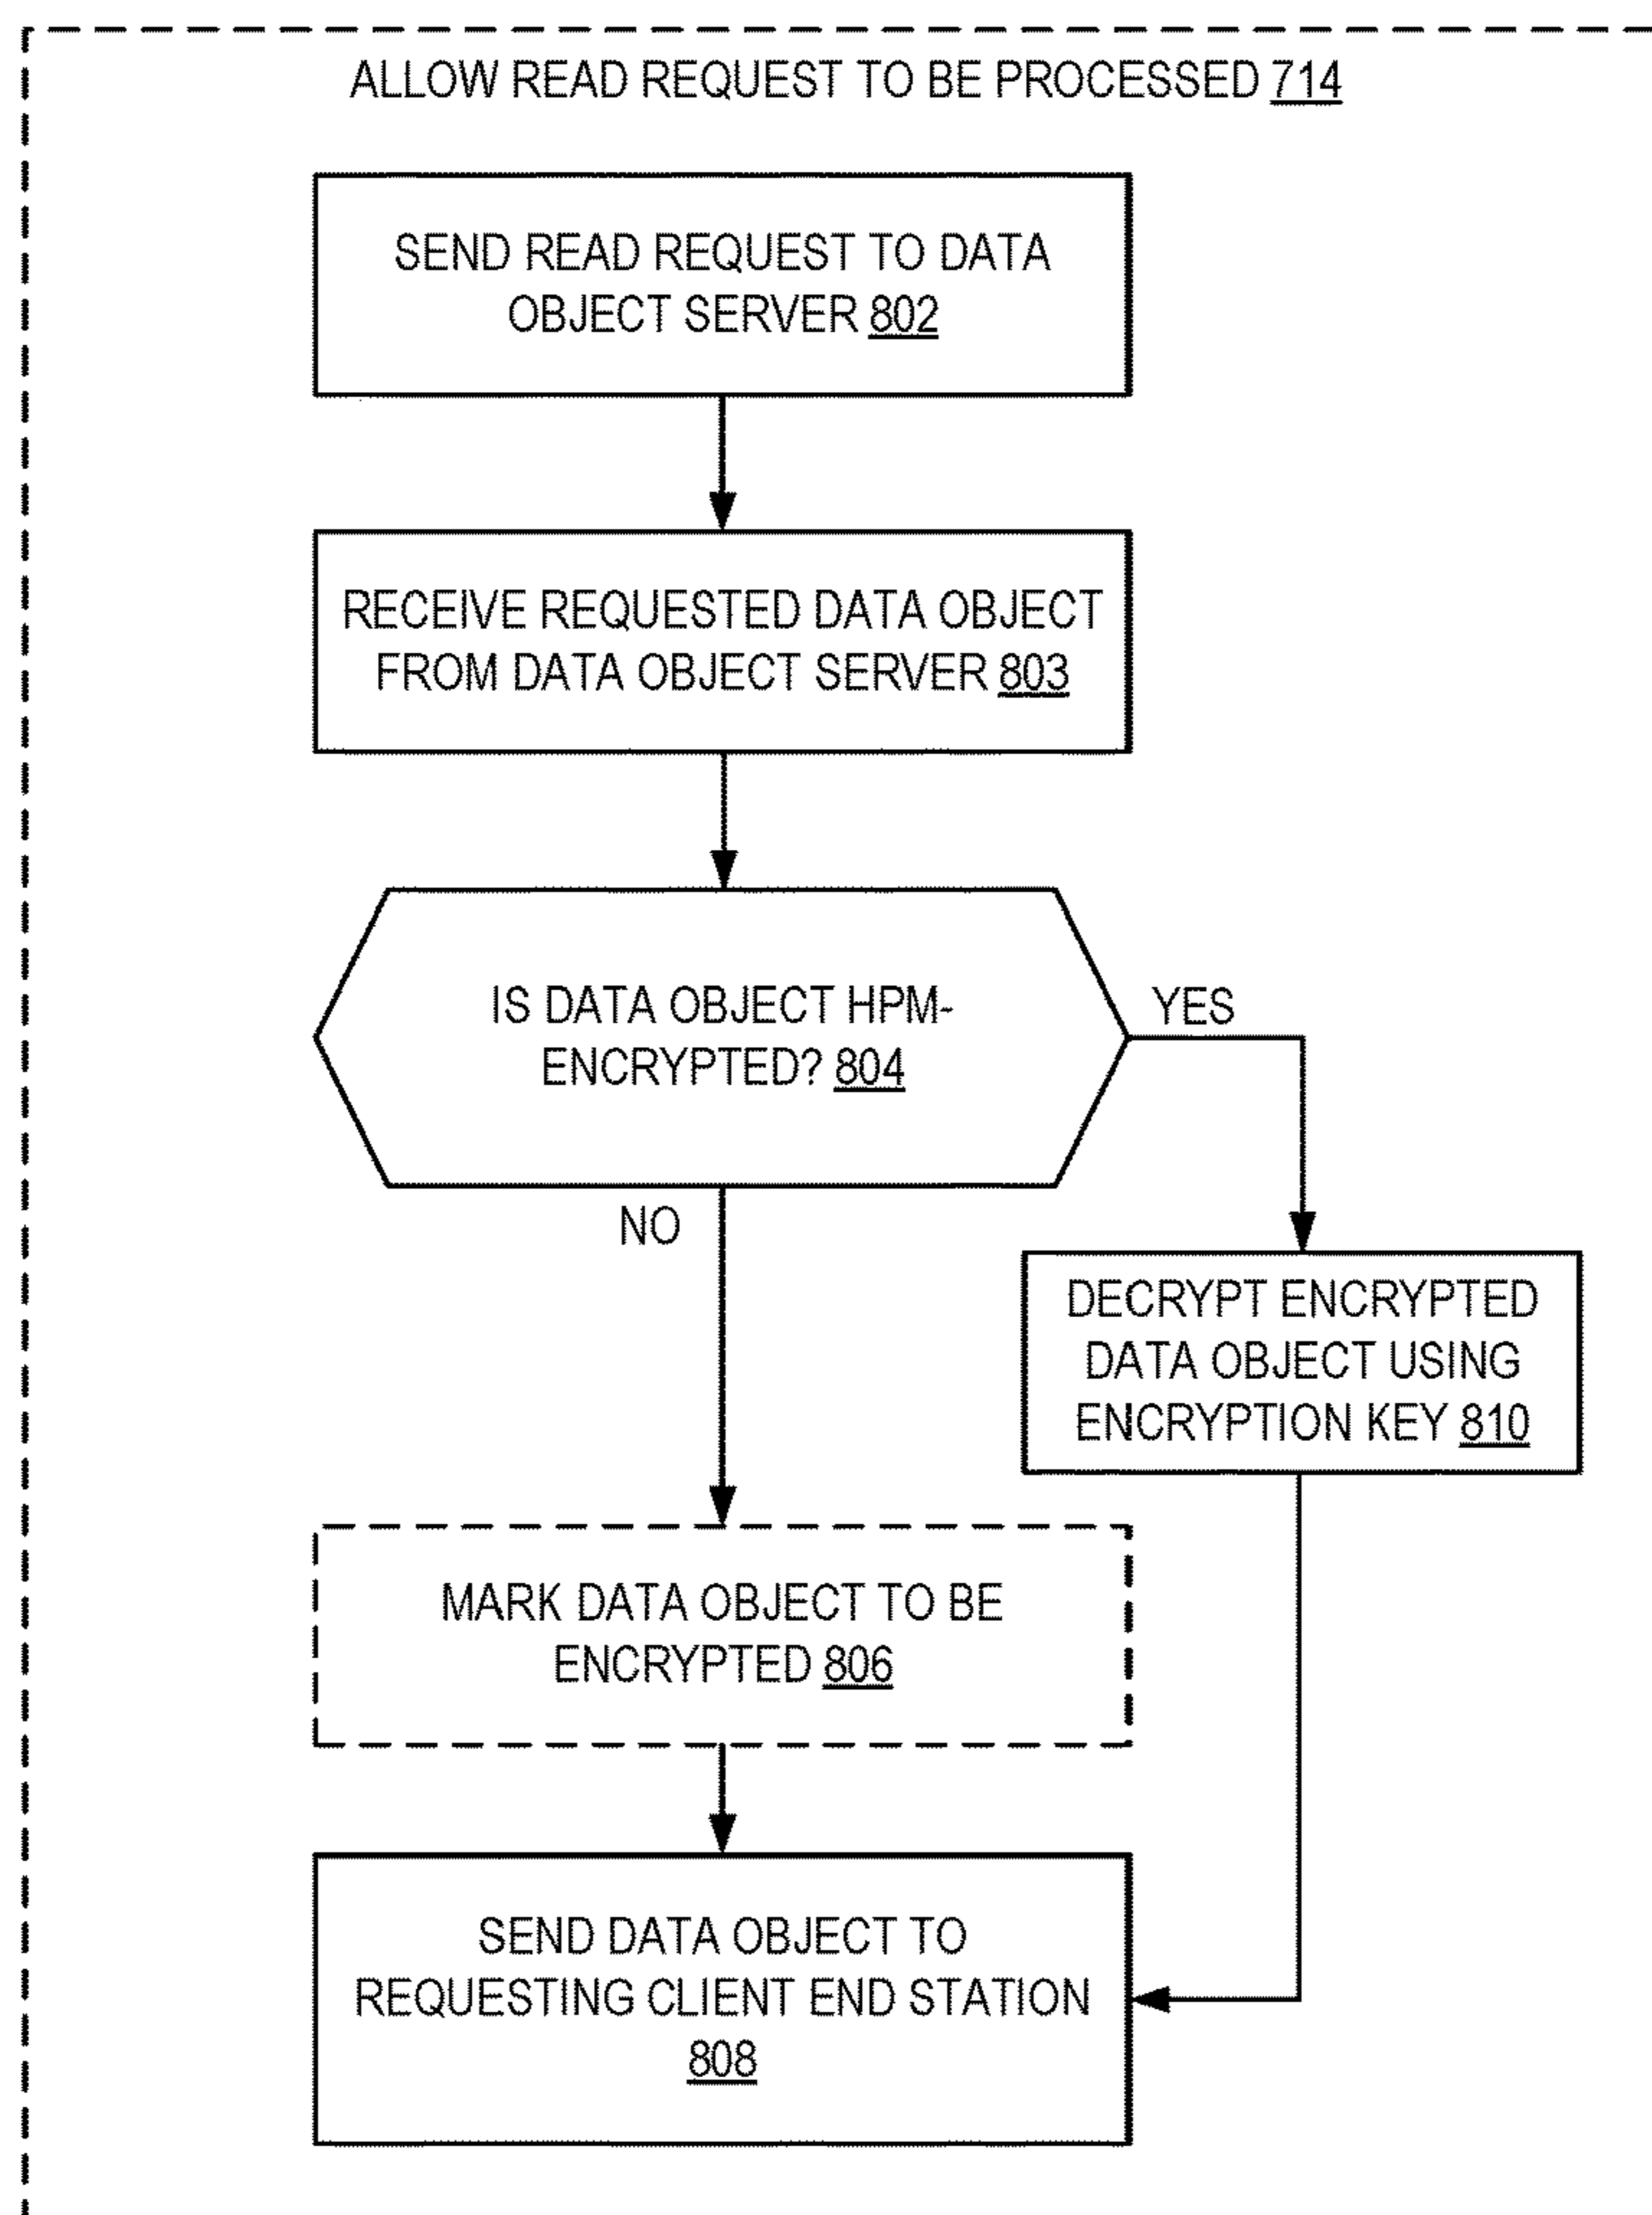 ALLOW READ REQUEST TO BE PROCESSED 714
SEND READ REQUEST TO DATA
OBJECT SERVER 802
RECEIVE REQUESTED DATA OBJECT
FROM DATA OBJECT SERVER 803
IS DATA OBJECT HPM-
ENCRYPTED? 804
YES
NO
DECRYPT ENCRYPTED
DATA OBJECT USING
ENCRYPTION KEY 810
MARK DATA OBJECT TO BE
ENCRYPTED 806
SEND DATA OBJECT TO
REQUESTING CLIENT END STATION
808